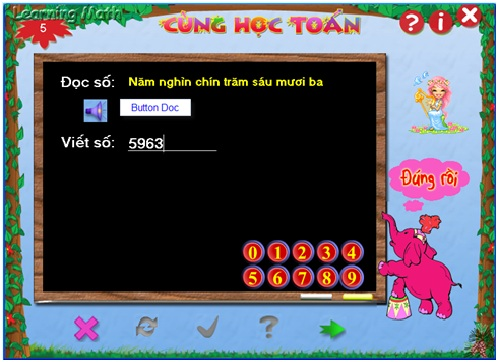 Learning Math
5
CÙNG HỌC TOÁN
? i X
Đọc số: Năm nghìn chín trăm sáu mươi ba
Button Doc
Viết số: 5963
Đúng rồi
0 1 2 3 4
5 6 7 8 9
?